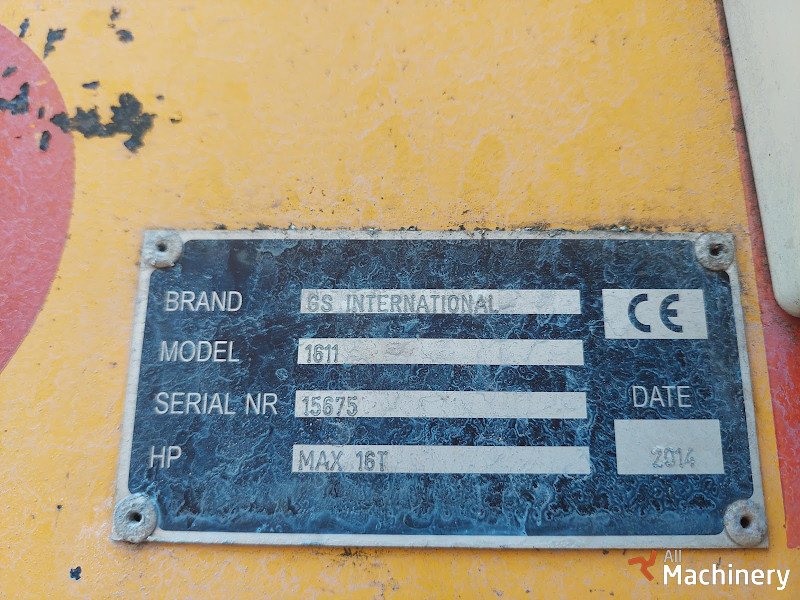 BRAND GS INTERNATIONAL
CE
MODEL 1611
SERIAL NR 15675
DATE
HP MAX 16T
2014
All
Machinery